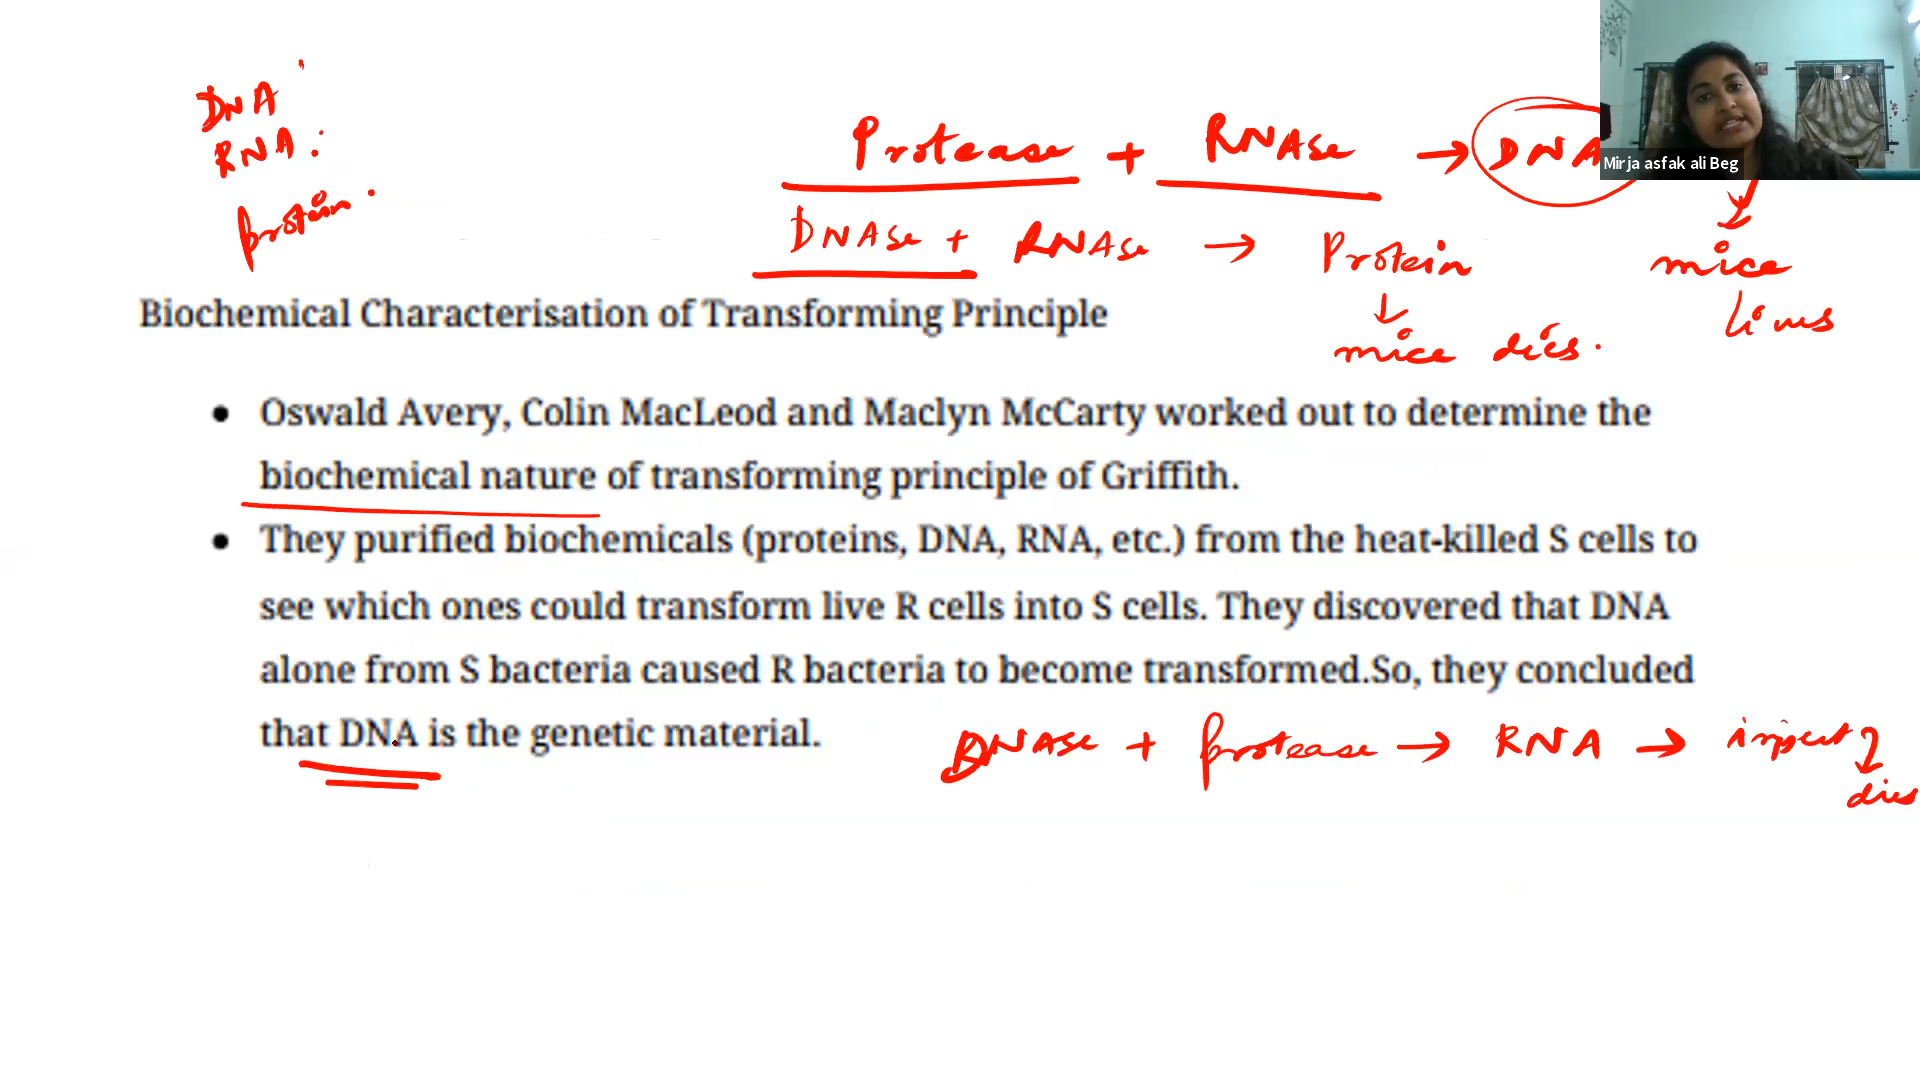 DNA
RNA :
protein .
Protease + RNAse → DNA
Mirja asfak ali Beg
DNAse + RNAse → Protein
mice dies .
mice
lives
Biochemical Characterisation of Transforming Principle
• Oswald Avery, Colin MacLeod and Maclyn McCarty worked out to determine the
biochemical nature of transforming principle of Griffith.
• They purified biochemicals (proteins, DNA, RNA, etc.) from the heat-killed S cells to
see which ones could transform live R cells into S cells. They discovered that DNA
alone from S bacteria caused R bacteria to become transformed.So, they concluded
that DNA is the genetic material.
DNAse + protease → RNA → inject
dies